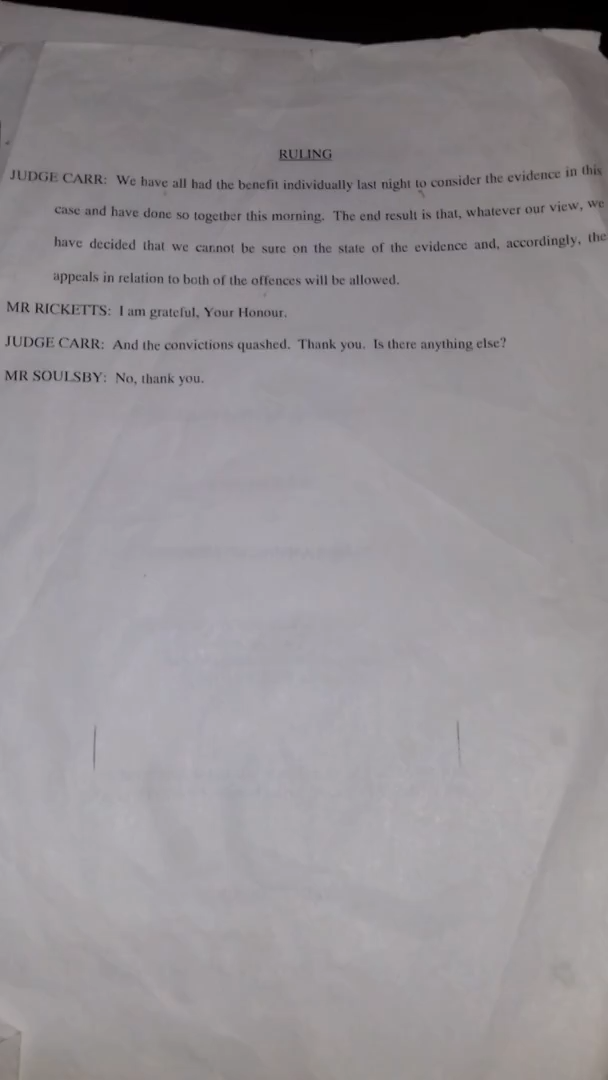 RULING
JUDGE CARR: We have all had the benefit individually last night to consider the evidence in this
case and have done so together this morning. The end result is that, whatever our view, we
have decided that we cannot be sure on the state of the evidence and, accordingly, the
appeals in relation to both of the offences will be allowed.
MR RICKETTS: I am grateful, Your Honour.
JUDGE CARR: And the convictions quashed. Thank you. Is there anything else?
MR SOULSBY: No, thank you.